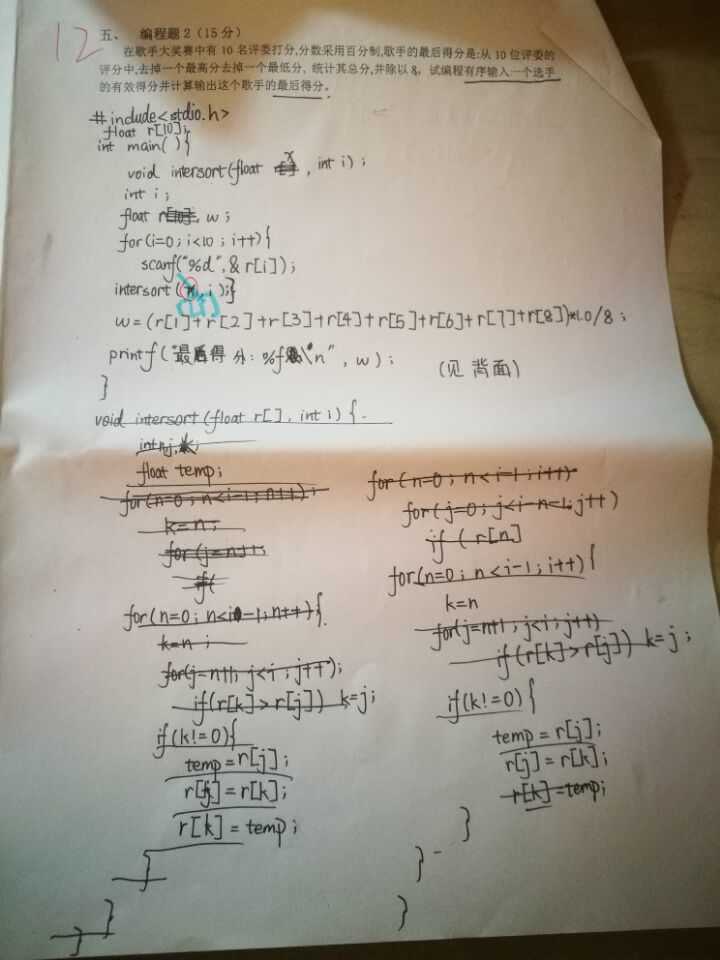 12
五、 编程题2（15分）
在歌手大奖赛中有10名评委打分,分数采用百分制,歌手的最后得分是:从10位评委的
评分中,去掉一个最高分去掉一个最低分, 统计其总分,并除以8, 试编程有序输入一个选手
的有效得分并计算输出这个歌手的最后得分。
#include<stdio.h>
float r[10];
int main( ){
void intersort(float r, int i);
int i;
float w;
for(i=0; i<10; i++){
scanf("%d",&r[i]);
intersort(r, i);}
w=(r[1]+r[2]+r[3]+r[4]+r[5]+r[6]+r[7]+r[8])*1.0/8;
printf("最后得分: %f\n", w);
(见背面)
}
void intersort(float r[], int i){
int n,j,k;
float temp;
for(n=0; n<i-1; n++);
k=n;
for(j=n+1;
if(
for(n=0; n<i-1; n++){
k=n;
for(j=n+1; j<i; j++);
if(r[k]>r[j]) k=j;
if(k!=0){
temp=r[j];
r[j]=r[k];
r[k]=temp;
}
}
}
for(n=0; n<i-1; i++)
for(j=0; j<i-n-1; j++)
if(r[n]
for(n=0; n<i-1; i++){
k=n
for(j=n+1; j<i; j++)
if(r[k]>r[j]) k=j;
if(k!=0){
temp=r[j];
r[j]=r[k];
r[k]=temp;
}
}
}